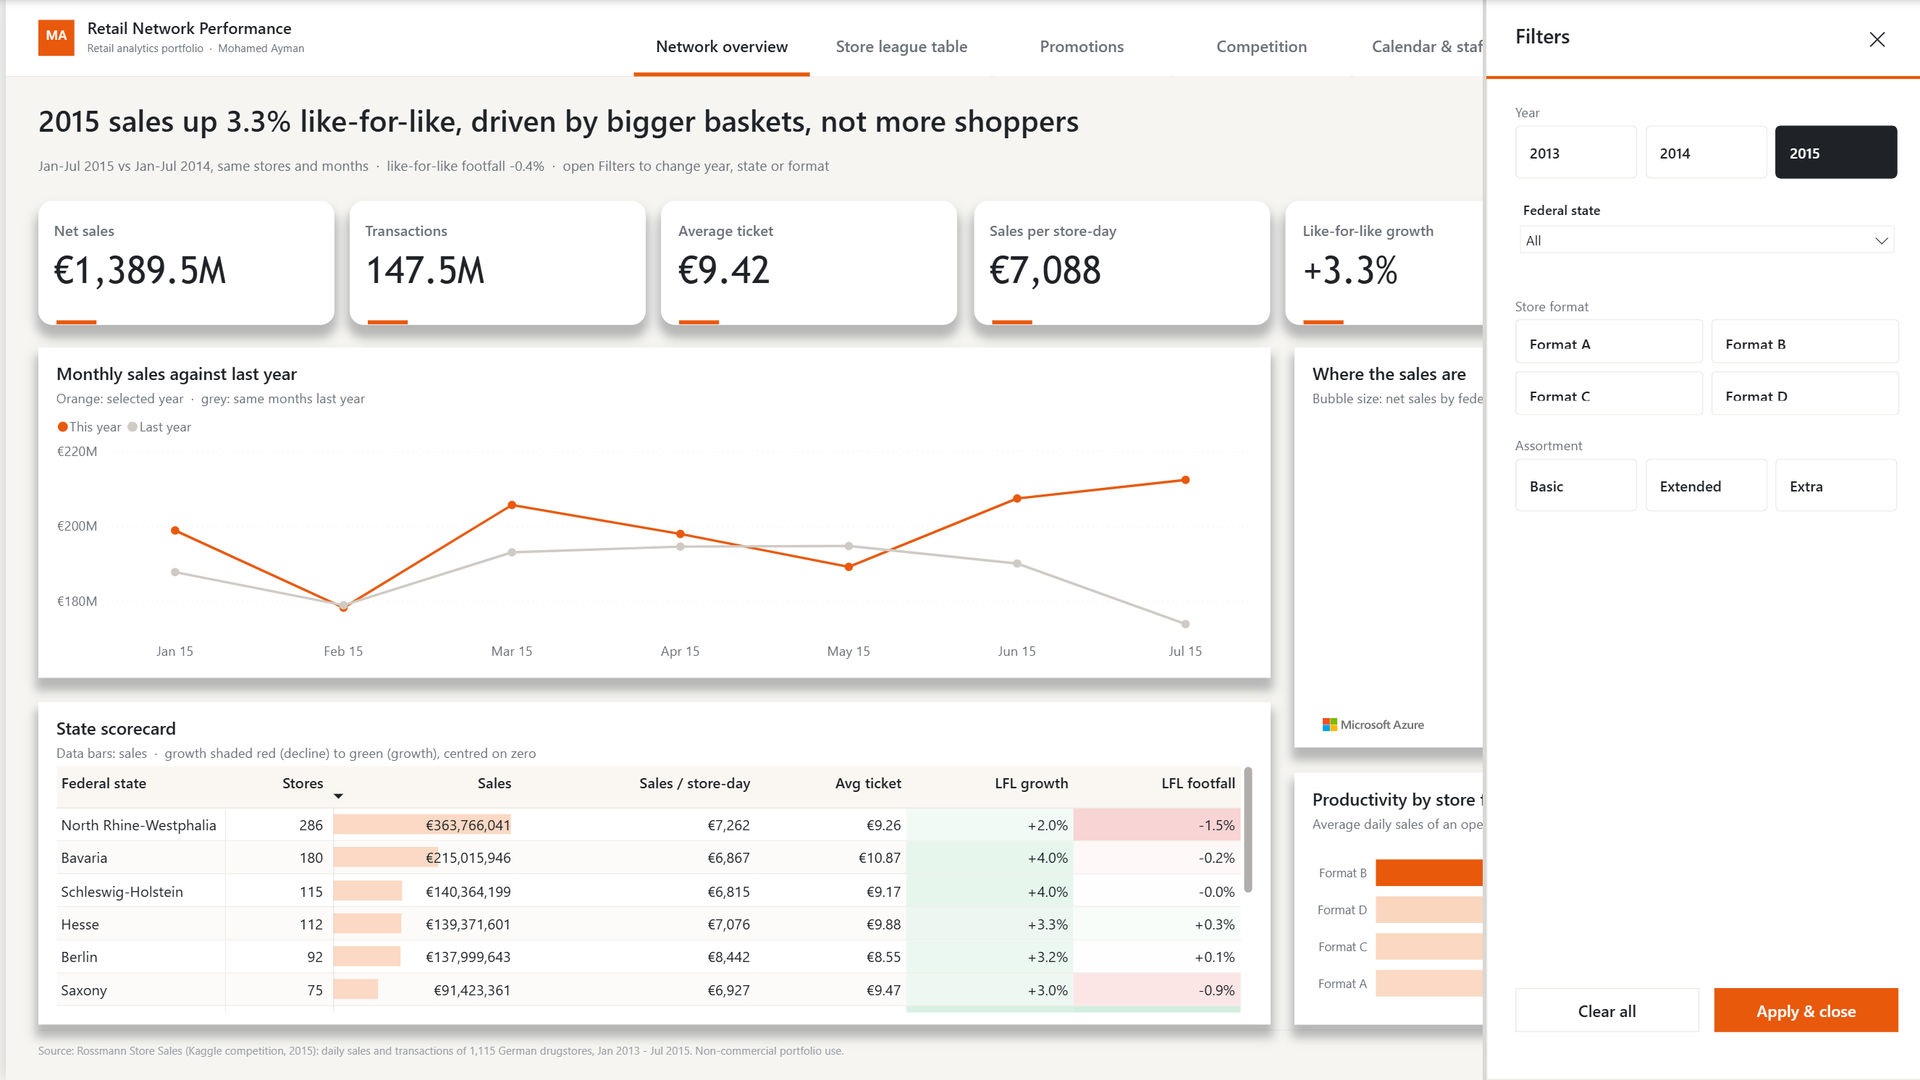 MA
Retail Network Performance
Retail analytics portfolio · Mohamed Ayman
Network overview
Store league table
Promotions
Competition
Calendar & staf
2015 sales up 3.3% like-for-like, driven by bigger baskets, not more shoppers
Jan-Jul 2015 vs Jan-Jul 2014, same stores and months · like-for-like footfall -0.4% · open Filters to change year, state or format
Net sales
€1,389.5M
Transactions
147.5M
Average ticket
€9.42
Sales per store-day
€7,088
Like-for-like growth
+3.3%
Monthly sales against last year
Orange: selected year · grey: same months last year
This year Last year
€220M
€200M
€180M
Jan 15 Feb 15 Mar 15 Apr 15 May 15 Jun 15 Jul 15
Where the sales are
Bubble size: net sales by fede
Microsoft Azure
State scorecard
Data bars: sales · growth shaded red (decline) to green (growth), centred on zero
Federal state Stores Sales Sales / store-day Avg ticket LFL growth LFL footfall
North Rhine-Westphalia 286 €363,766,041 €7,262 €9.26 +2.0% -1.5%
Bavaria 180 €215,015,946 €6,867 €10.87 +4.0% -0.2%
Schleswig-Holstein 115 €140,364,199 €6,815 €9.17 +4.0% -0.0%
Hesse 112 €139,371,601 €7,076 €9.88 +3.3% +0.3%
Berlin 92 €137,999,643 €8,442 €8.55 +3.2% +0.1%
Saxony 75 €91,423,361 €6,927 €9.47 +3.0% -0.9%
Productivity by store f
Average daily sales of an ope
Format B
Format D
Format C
Format A
Source: Rossmann Store Sales (Kaggle competition, 2015): daily sales and transactions of 1,115 German drugstores, Jan 2013 - Jul 2015. Non-commercial portfolio use.
Filters
Year
2013 2014 2015
Federal state
All
Store format
Format A Format B
Format C Format D
Assortment
Basic Extended Extra
Clear all Apply & close